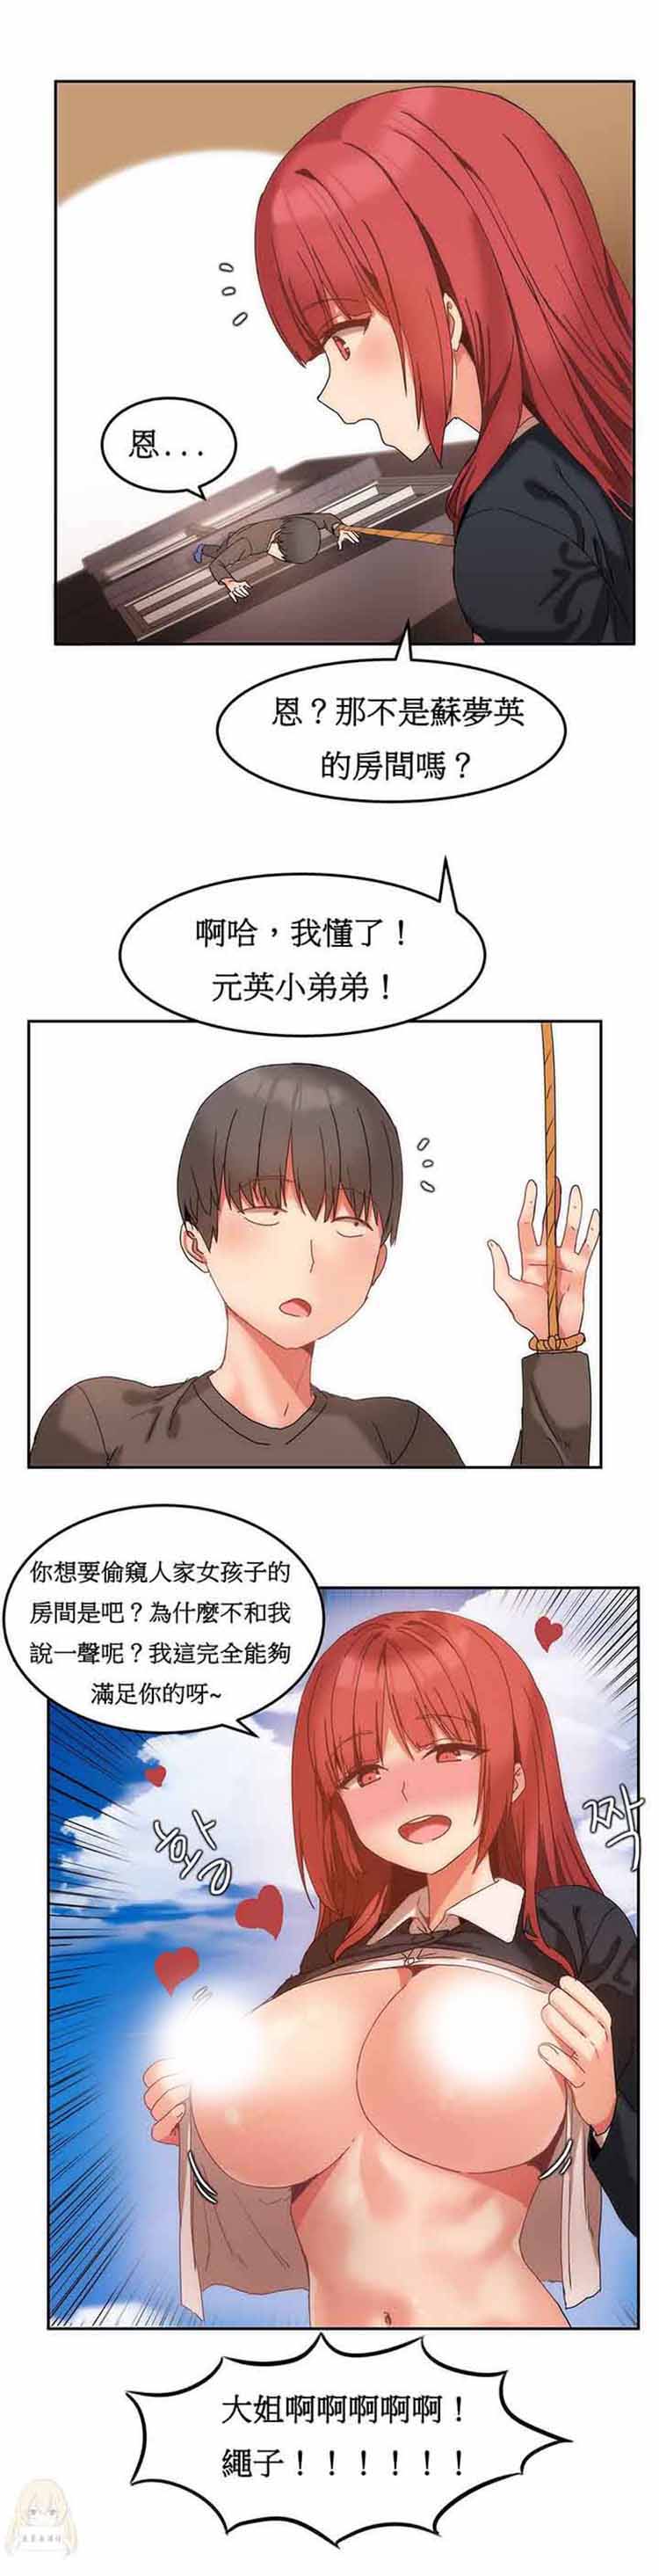 恩...
恩？那不是蘇夢英
的房間嗎？
啊哈，我懂了！
元英小弟弟！
你想要偷窺人家女孩子的
房間是吧？為什麼不和我
說一聲呢？我這完全能夠
滿足你的呀~
확
짝
大姐啊啊啊啊啊！
繩子！！！！！！